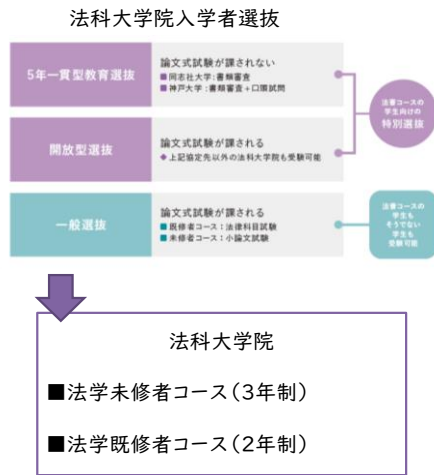 法科大学院入学者選抜
5年一貫型教育選抜
論文式試験が課されない
■同志社大学：書類審査
■神戸大学：書類審査＋口頭試問
法曹コースの
学生向けの
特別選抜
開放型選抜
論文式試験が課される
◆上記協定先以外の法科大学院も受験可能
一般選抜
論文式試験が課される
■既修者コース：法律科目試験
■未修者コース：小論文試験
法曹コースの
学生も
そうでない
学生も
受験可能
法科大学院
■法学未修者コース（3年制）
■法学既修者コース（2年制）